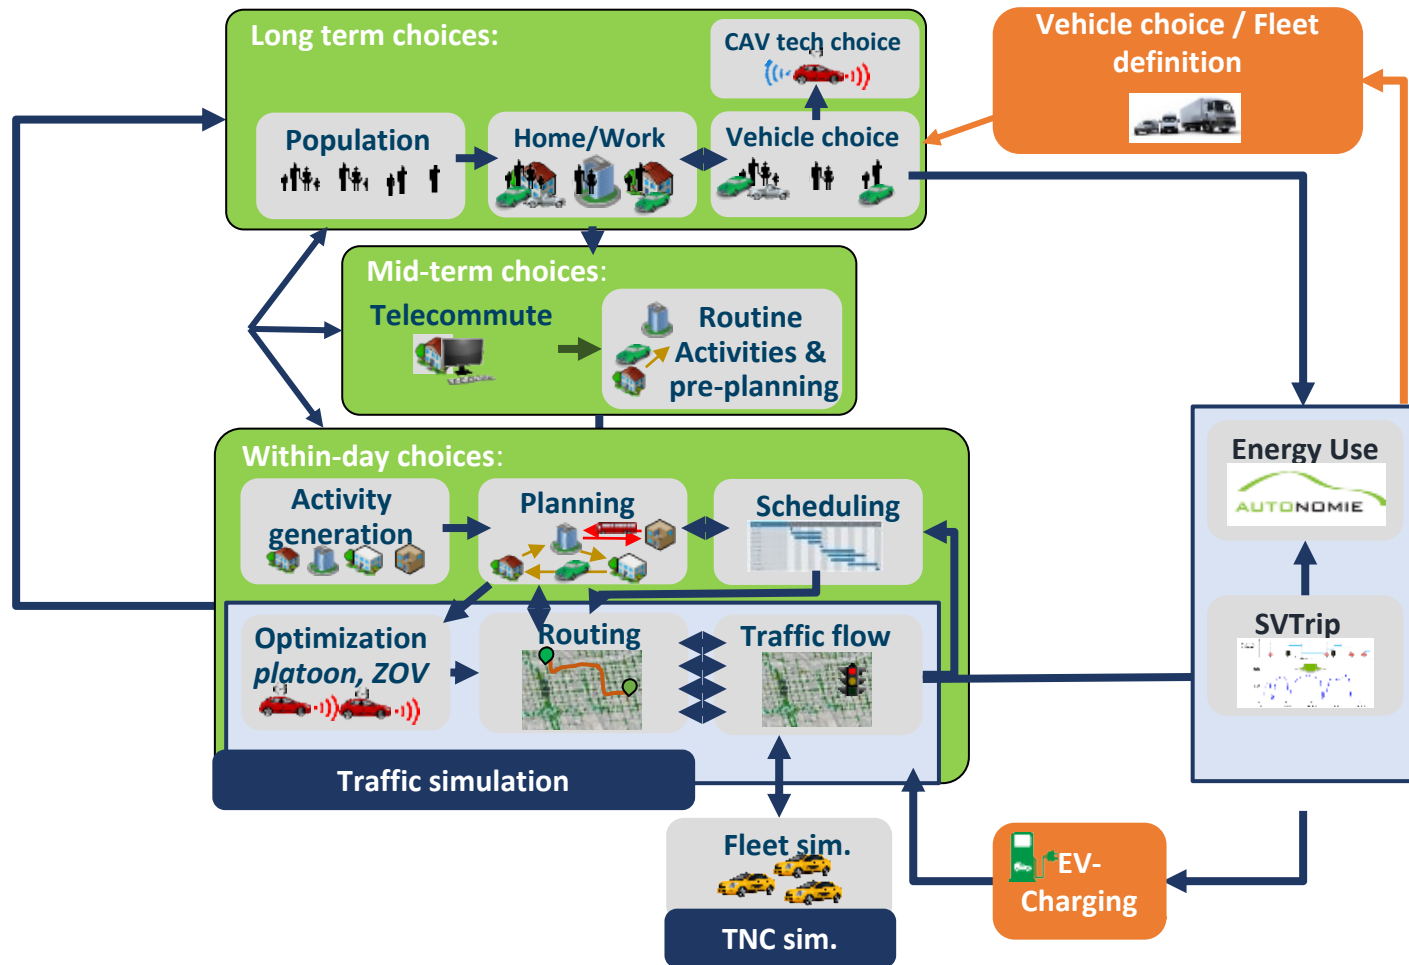 Long term choices:
CAV tech choice
Vehicle choice / Fleet
definition
Population
Home/Work
Vehicle choice
Mid-term choices:
Telecommute
Routine
Activities &
pre-planning
Within-day choices:
Activity
generation
Planning
Scheduling
Energy Use
AUTONOMIE
Optimization
platoon, ZOV
Routing
Traffic flow
SVTrip
Traffic simulation
Fleet sim.
TNC sim.
EV-
Charging